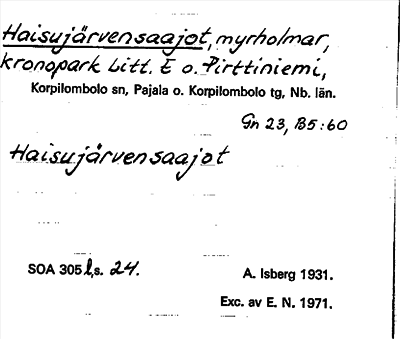 Haisujärvensaajot, myrholmar,
kronopark Litt. E o. Pirttiniemi,
Korpilombolo sn, Pajala o. Korpilombolo tg, Nb. län.
Gn 23, B5:60
Haisujärvensaajot
SOA 305 l, s. 24.
A. Isberg 1931.
Exc. av E. N. 1971.